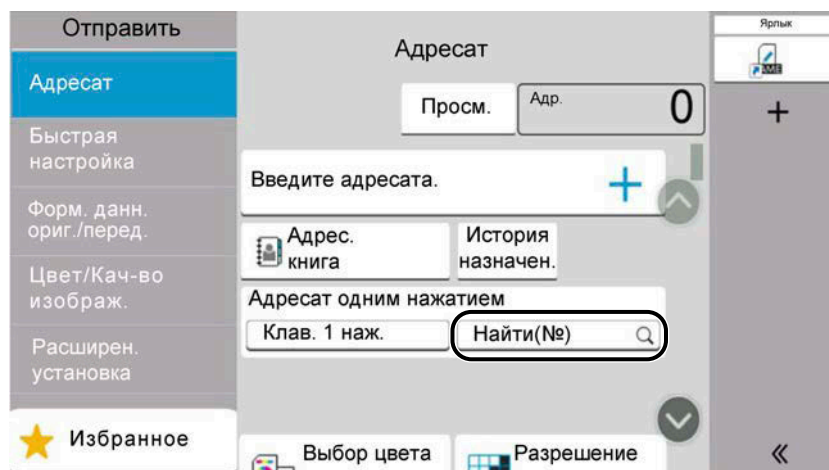 Отправить
Адресат
Быстрая
настройка
Форм. данн.
ориг./перед.
Цвет/Кач-во
изображ.
Расширен.
установка
Избранное
Адресат
Просм.
Адр.
0
Введите адресата.
Адрес.
книга
История
назначен.
Адресат одним нажатием
Клав. 1 наж.
Найти(№)
Выбор цвета
Разрешение
Ярлык